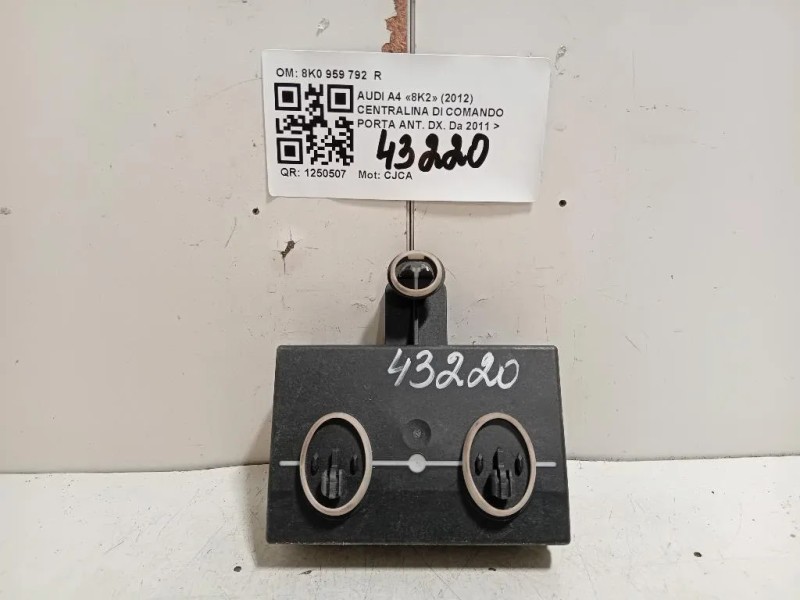 OM: 8K0 959 792 R
AUDI A4 «8K2» (2012)
CENTRALINA DI COMANDO
PORTA ANT. DX. Da 2011 >
43220
QR: 1250507 Mot: CJCA
43220